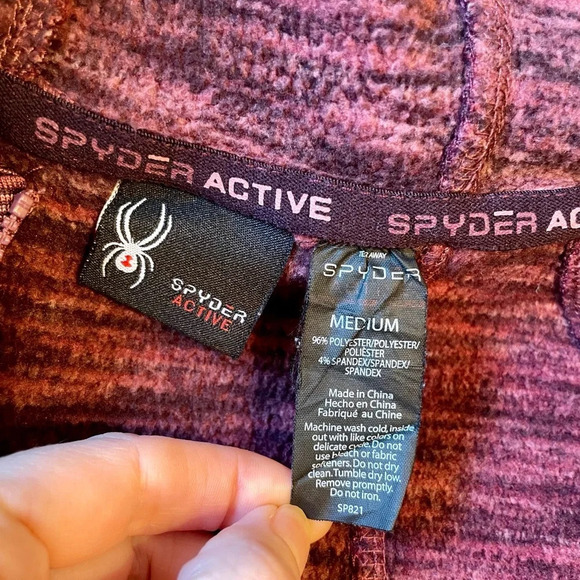 SPYDER ACTIVE
SPYDER AC
SPYDER
ACTIVE
AWAY
SPYDER
MEDIUM
96% POLYESTER/POLYESTER/
POLIÉSTER
4% SPANDEX/SPANDEX/
SPANDEX
Made in China
Hecho en China
Fabriqué au Chine
Machine wash cold, inside
out with like colors on
delicate cycle. Do not
use bleach or fabric
softeners. Do not dry
clean. Tumble dry low.
Remove promptly.
Do not iron.
SP821